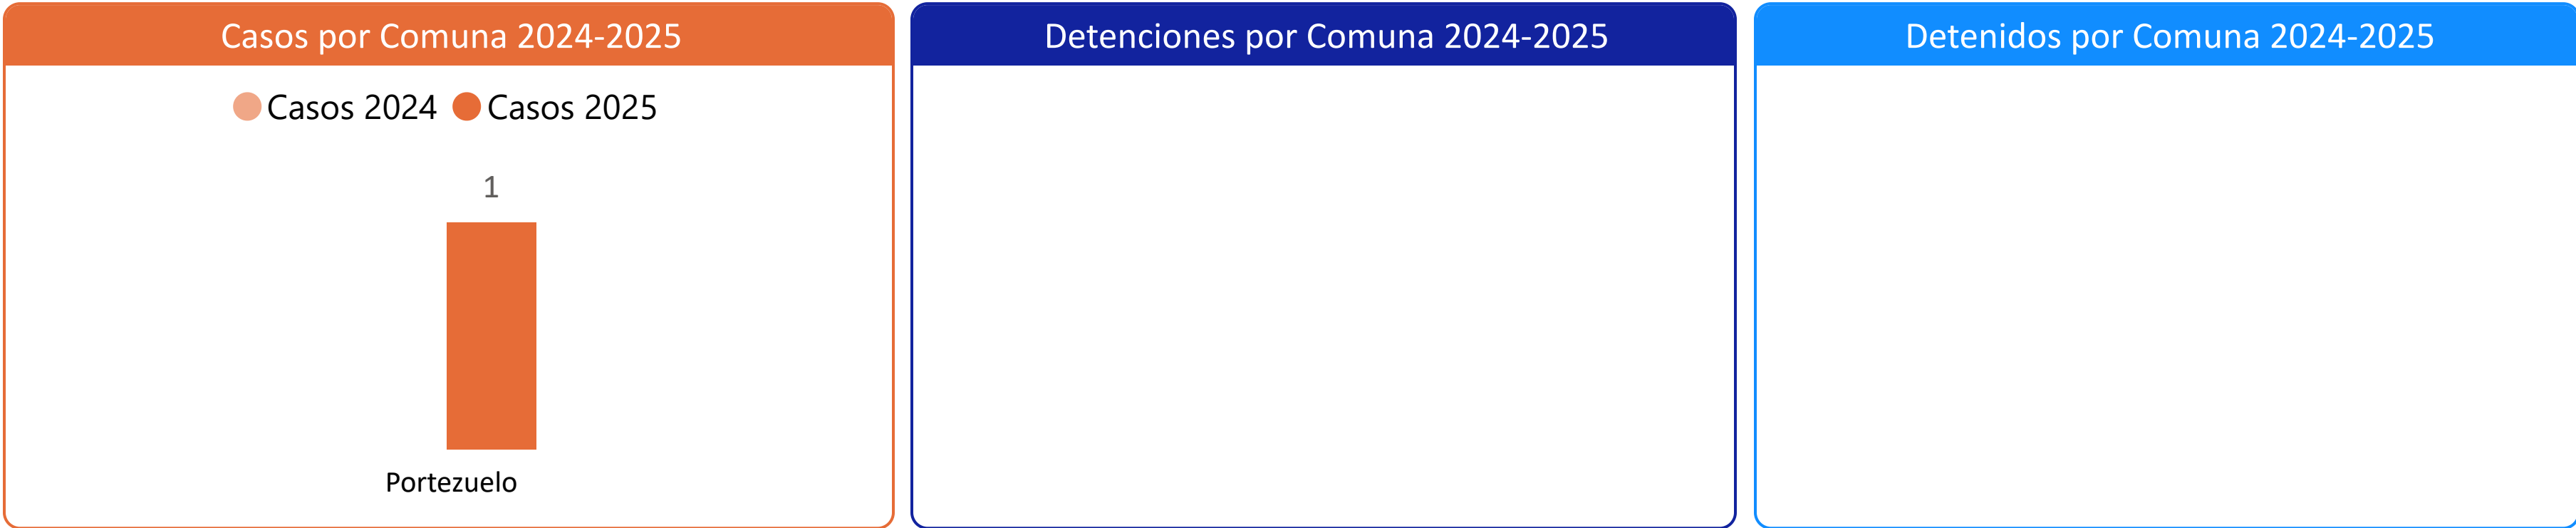 Casos por Comuna 2024-2025
Casos 2024 Casos 2025
1
Portezuelo
Detenciones por Comuna 2024-2025
Detenidos por Comuna 2024-2025